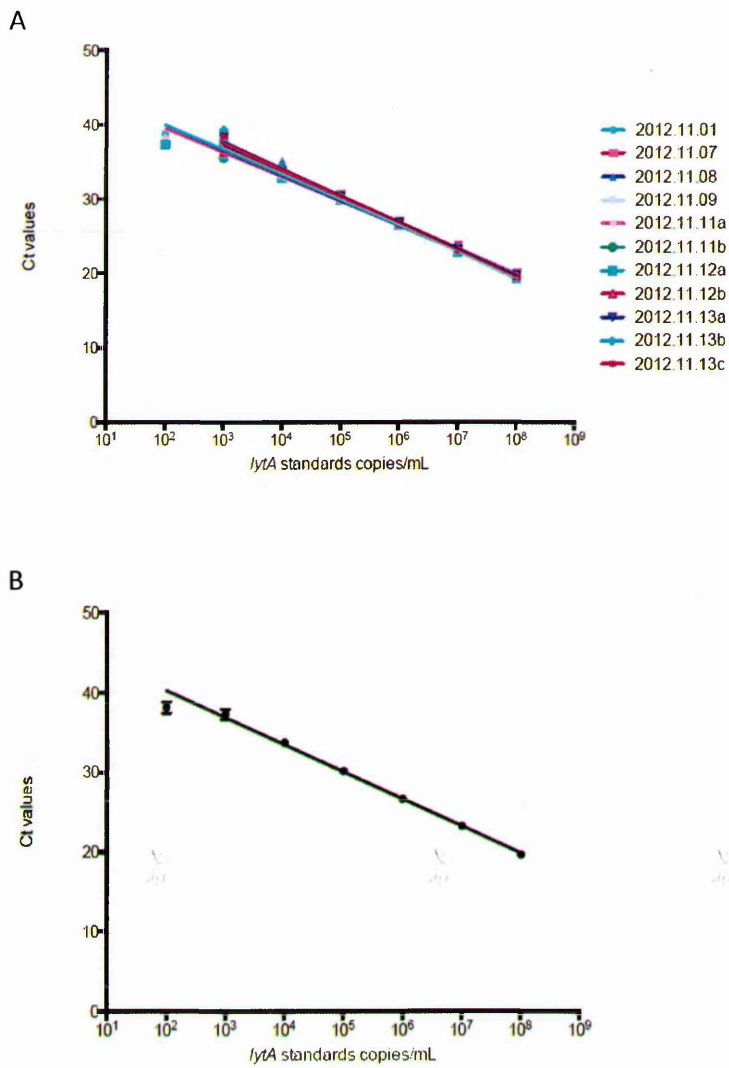 A
50
40
30
20
10
0
Ct values
10¹ 10² 10³ 10⁴ 10⁵ 10⁶ 10⁷ 10⁸ 10⁹
lytA standards copies/mL
2012.11.01
2012.11.07
2012.11.08
2012.11.09
2012.11.11a
2012.11.11b
2012.11.12a
2012.11.12b
2012.11.13a
2012.11.13b
2012.11.13c
B
50
40
30
20
10
0
Ct values
10¹ 10² 10³ 10⁴ 10⁵ 10⁶ 10⁷ 10⁸ 10⁹
lytA standards copies/mL